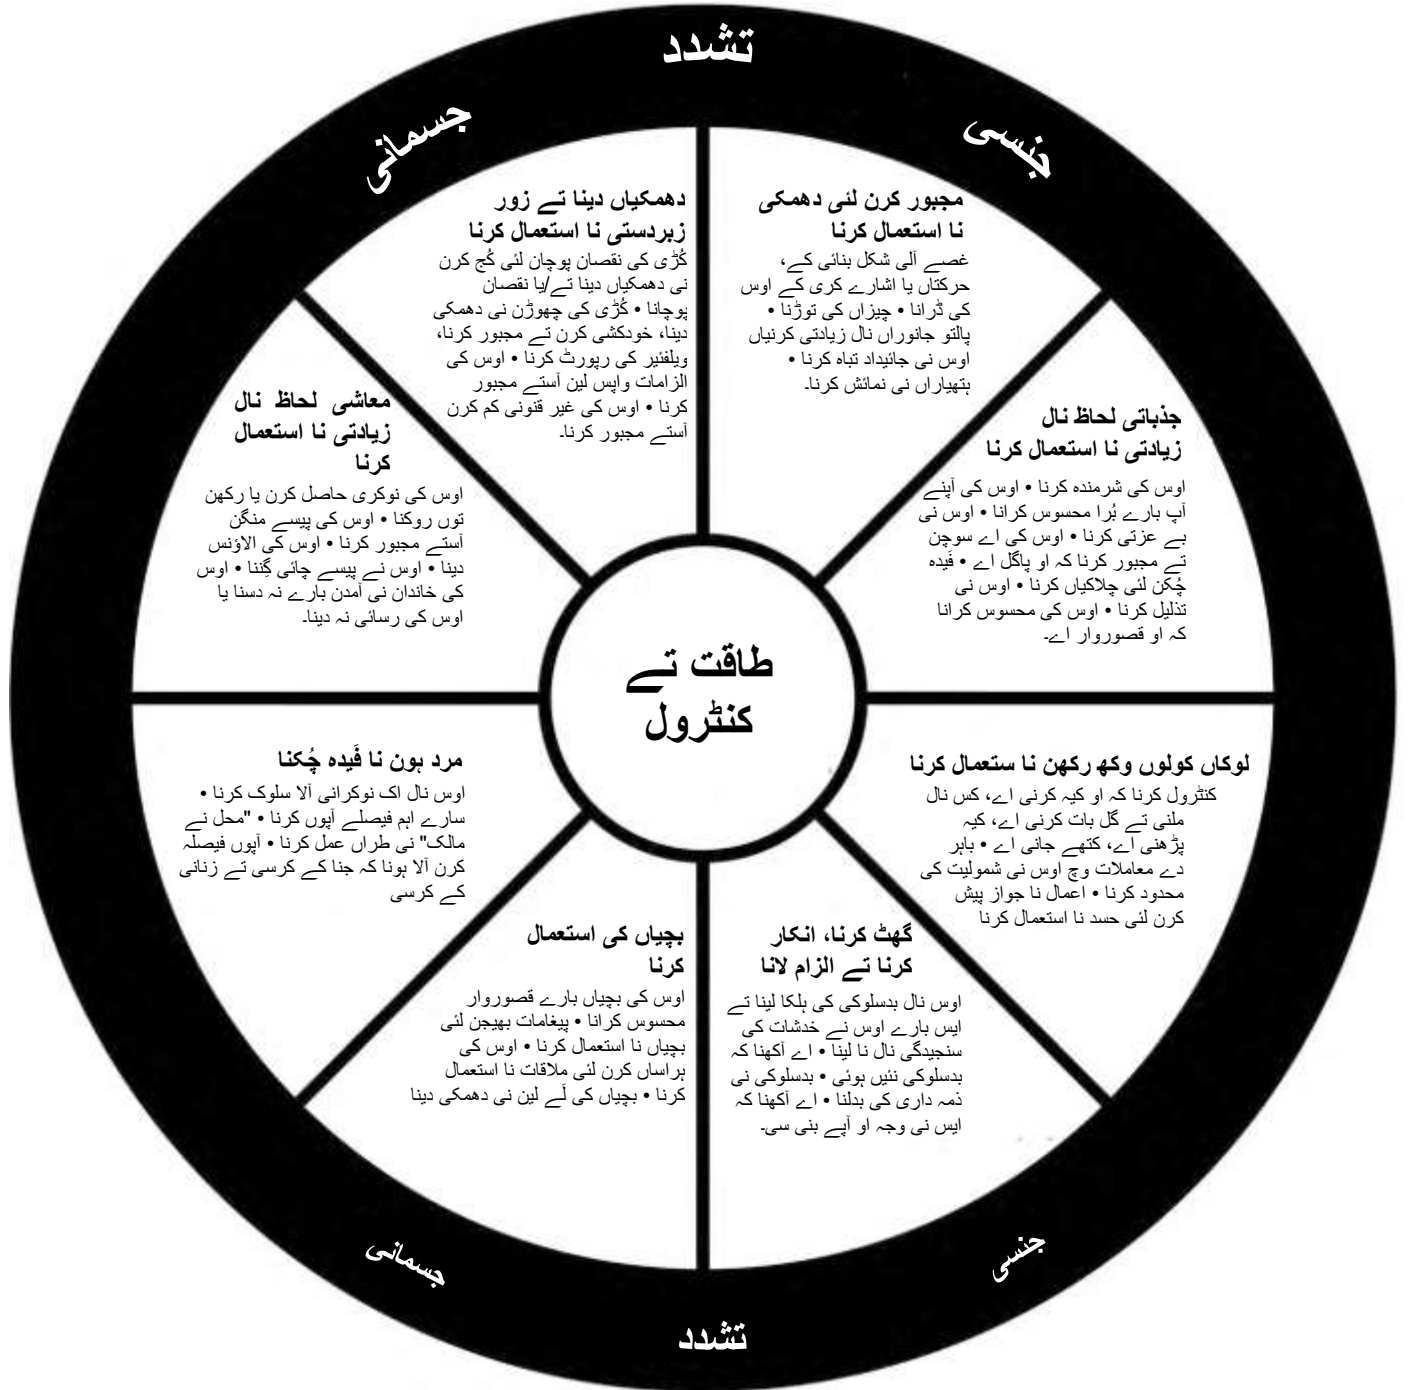 تشدد
جسمانی
جنسی
دھمکیاں دینا تے زور
زبردستی نا استعمال کرنا
کُڑی کی نقصان پوچان لئی کُج کرن
نی دھمکیاں دینا تے/یا نقصان
پوچانا • کُڑی کی چھوڑن نی دھمکی
دینا، خودکشی کرن تے مجبور کرنا،
ویلفئیر کی رپورٹ کرنا • اوس کی
الزامات واپس لین آستے مجبور
کرنا • اوس کی غیر قنونی کم کرن
آستے مجبور کرنا۔
مجبور کرن لئی دھمکی
نا استعمال کرنا
غصے آلی شکل بنائی کے،
حرکتاں یا اشارے کری کے اوس
کی ڈرانا • چیزاں کی توڑنا •
پالتو جانوراں نال زیادتی کرنیاں
اوس نی جائیداد تباہ کرنا •
ہتھیاراں نی نمائش کرنا۔
جذباتی لحاظ نال
زیادتی نا استعمال کرنا
اوس کی شرمندہ کرنا • اوس کی آپنے
آپ بارے بُرا محسوس کرانا • اوس نی
بے عزتی کرنا • اوس کی اے سوچن
تے مجبور کرنا کہ او پاگل اے • فَیدہ
چُکن لئی چلاکیاں کرنا • اوس نی
تذلیل کرنا • اوس کی محسوس کرانا
کہ او قصوروار اے۔
معاشی لحاظ نال
زیادتی نا استعمال
کرنا
اوس کی نوکری حاصل کرن یا رکھن
توں روکنا • اوس کی پیسے منگن
آستے مجبور کرنا • اوس کی الاؤنس
دینا • اوس نے پیسے چائی گِننا • اوس
کی خاندان نی آمدن بارے نہ دسنا یا
اوس کی رسائی نہ دینا۔
طاقت تے
کنٹرول
لوکاں کولوں وکھ رکھن نا ستعمال کرنا
کنٹرول کرنا کہ او کیہ کرنی اے، کس نال
ملنی تے گل بات کرنی اے، کیہ
پڑھنی اے، کتھے جانی اے • باہر
دے معاملات وچ اوس نی شمولیت کی
محدود کرنا • اعمال نا جواز پیش
کرن لئی حسد نا استعمال کرنا
مرد ہون نا فَیدہ چُکنا
اوس نال اک نوکرانی آلا سلوک کرنا •
سارے اہم فیصلے آپوں کرنا • "محل نے
مالک" نی طراں عمل کرنا • آپوں فیصلہ
کرن آلا ہونا کہ جنا کے کرسی تے زنانی
کے کرسی
گھٹ کرنا، انکار
کرنا تے الزام لانا
اوس نال بدسلوکی کی ہلکا لینا تے
ایس بارے اوس نے خدشات کی
سنجیدگی نال نا لینا • اے آکھنا کہ
بدسلوکی نئیں ہوئی • بدسلوکی نی
ذمہ داری کی بدلنا • اے آکھنا کہ
ایس نی وجہ او آپے بنی سی۔
بچیاں کی استعمال
کرنا
اوس کی بچیاں بارے قصوروار
محسوس کرانا • پیغامات بھیجن لئی
بچیاں نا استعمال کرنا • اوس کی
ہراساں کرن لئی ملاقات نا استعمال
کرنا • بچیاں کی لَے لین نی دھمکی دینا
جسمانی
جنسی
تشدد